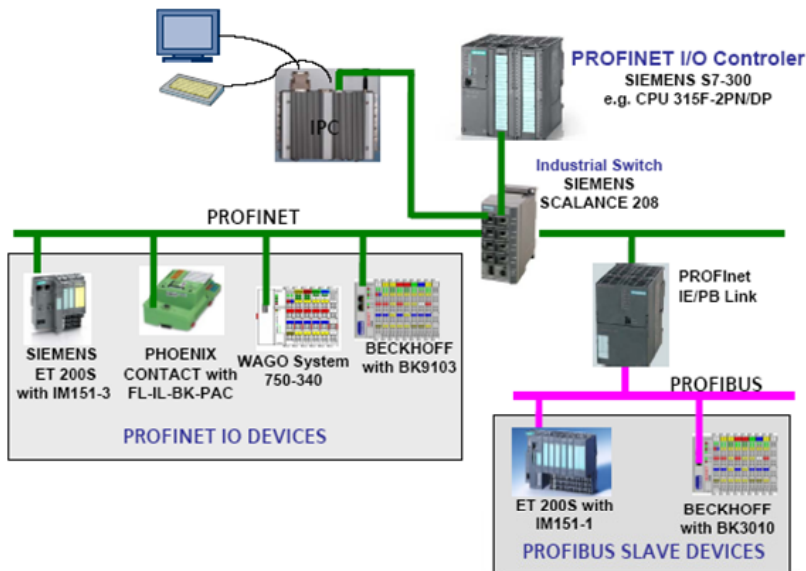 PROFINET I/O Controler
SIEMENS S7-300
e.g. CPU 315F-2PN/DP
IPC
Industrial Switch
SIEMENS
SCALANCE 208
PROFINET
PROFInet
IE/PB Link
SIEMENS
ET 200S
with IM151-3
PHOENIX
CONTACT with
FL-IL-BK-PAC
WAGO System
750-340
BECKHOFF
with BK9103
PROFINET IO DEVICES
PROFIBUS
ET 200S with
IM151-1
BECKHOFF
with BK3010
PROFIBUS SLAVE DEVICES